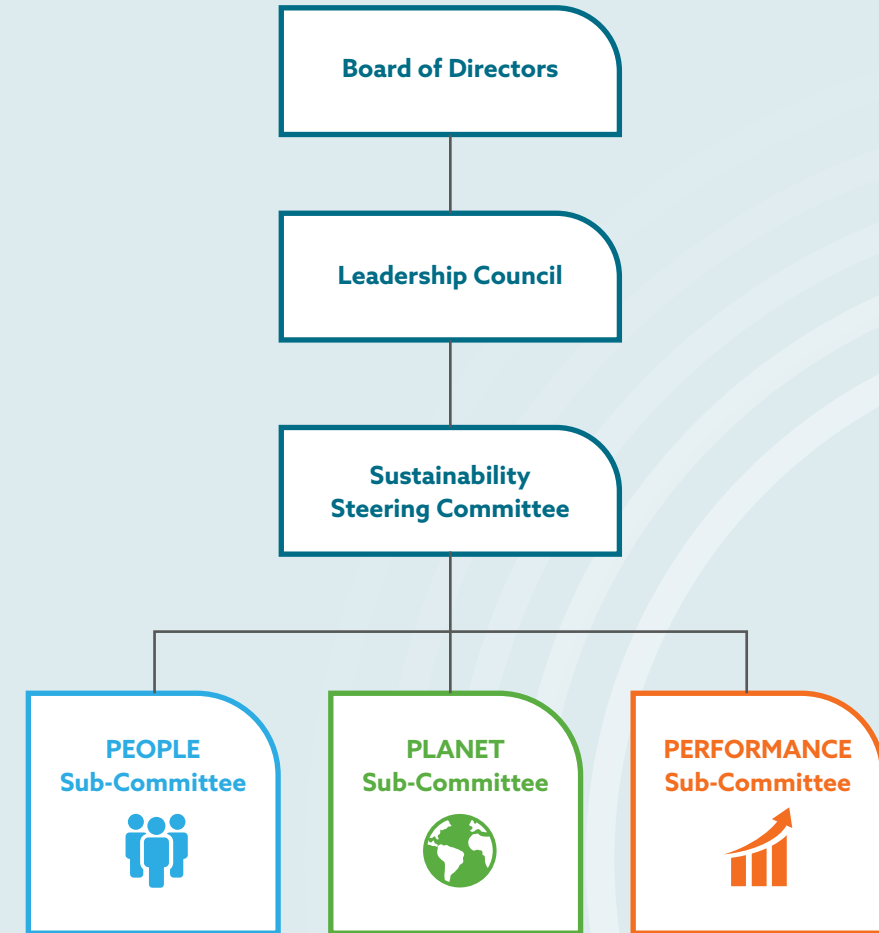 Board of Directors
Leadership Council
Sustainability
Steering Committee
PEOPLE
Sub-Committee
PLANET
Sub-Committee
PERFORMANCE
Sub-Committee